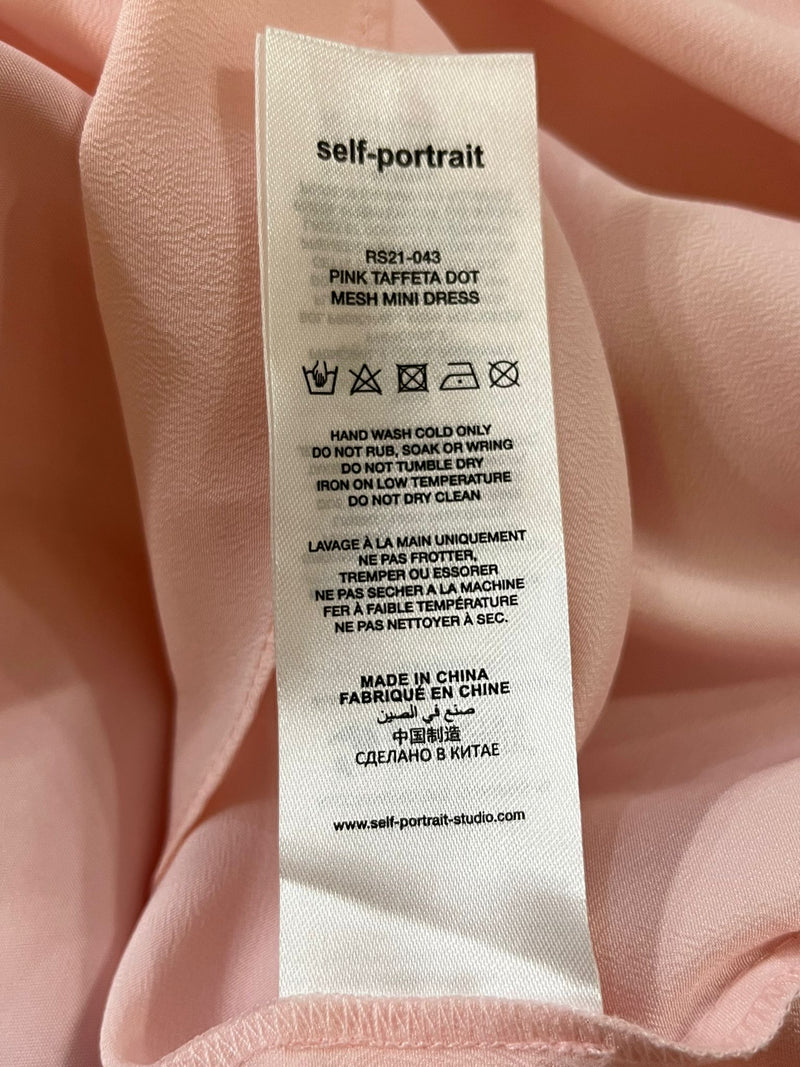 self-portrait
RS21-043
PINK TAFFETA DOT
MESH MINI DRESS
HAND WASH COLD ONLY
DO NOT RUB, SOAK OR WRING
DO NOT TUMBLE DRY
IRON ON LOW TEMPERATURE
DO NOT DRY CLEAN
LAVAGE À LA MAIN UNIQUEMENT
NE PAS FROTTER,
TREMPER OU ESSORER
NE PAS SECHER A LA MACHINE
FER À FAIBLE TEMPÉRATURE
NE PAS NETTOYER À SEC.
MADE IN CHINA
FABRIQUÉ EN CHINE
صنع في الصين
中国制造
СДЕЛАНО В КИТАЕ
www.self-portrait-studio.com